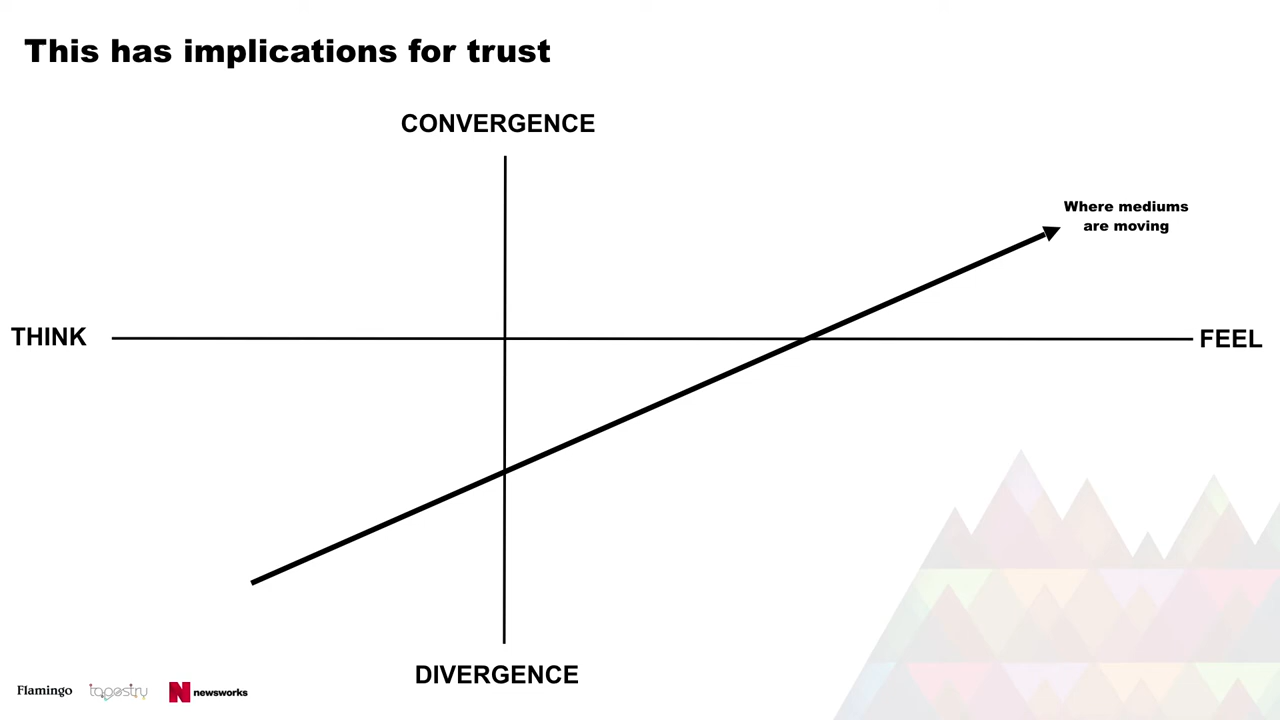 This has implications for trust
CONVERGENCE
Where mediums
are moving
THINK
FEEL
DIVERGENCE
Flamingo
tapestry
N newsworks